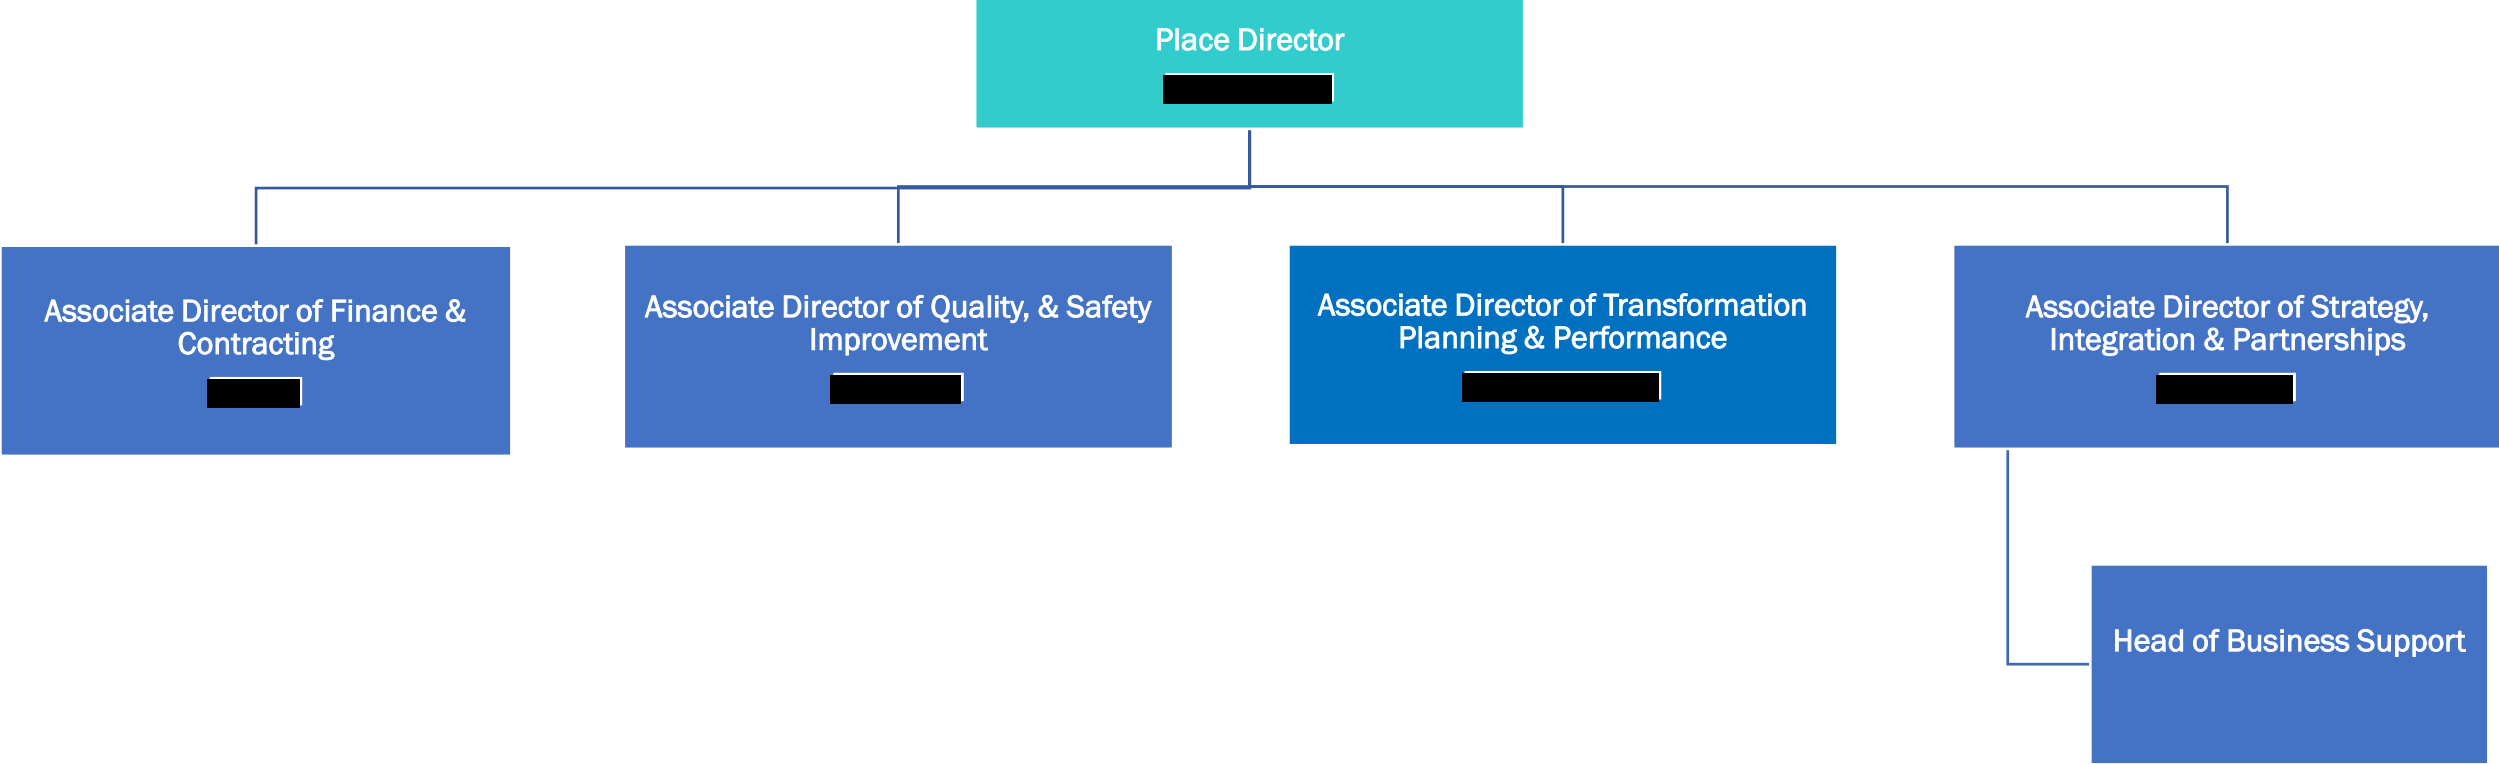 Place Director
Associate Director of Finance &
Contracting
Associate Director of Quality, & Safety
Improvement
Associate Director of Transformation
Planning & Performance
Associate Director of Strategy,
Integration & Partnerships
Head of Business Support